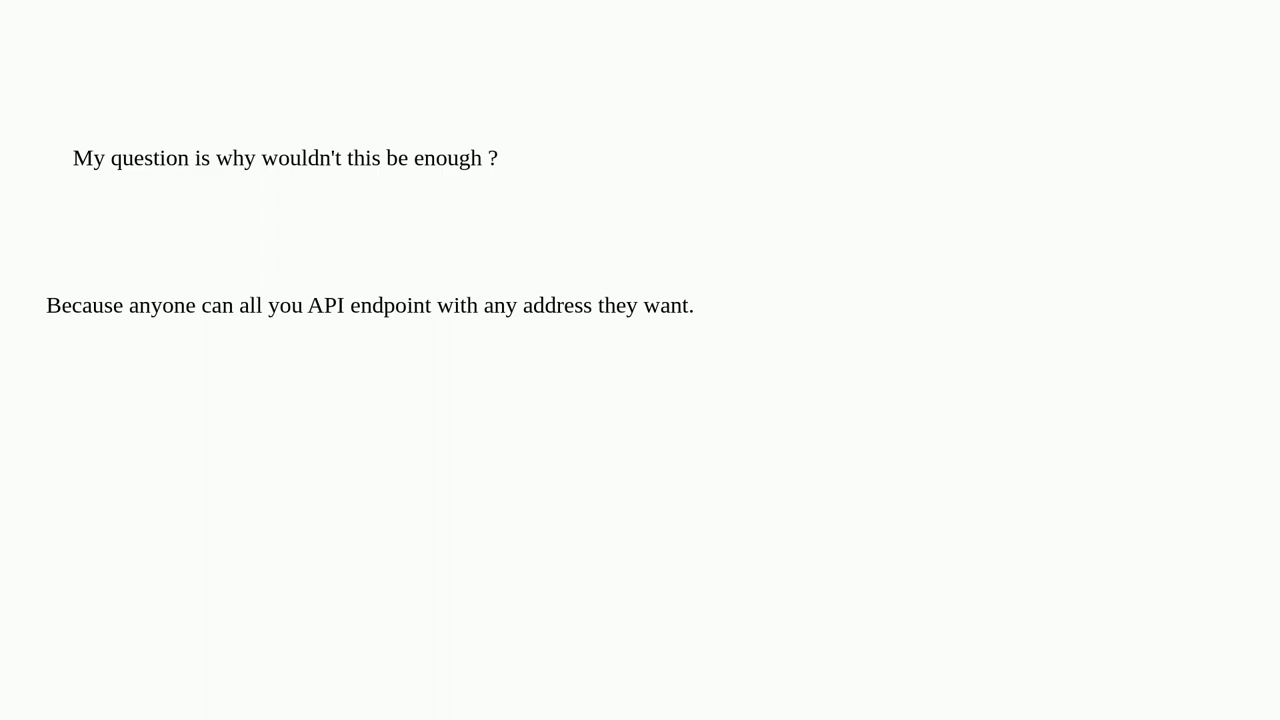 My question is why wouldn't this be enough ?
Because anyone can all you API endpoint with any address they want.